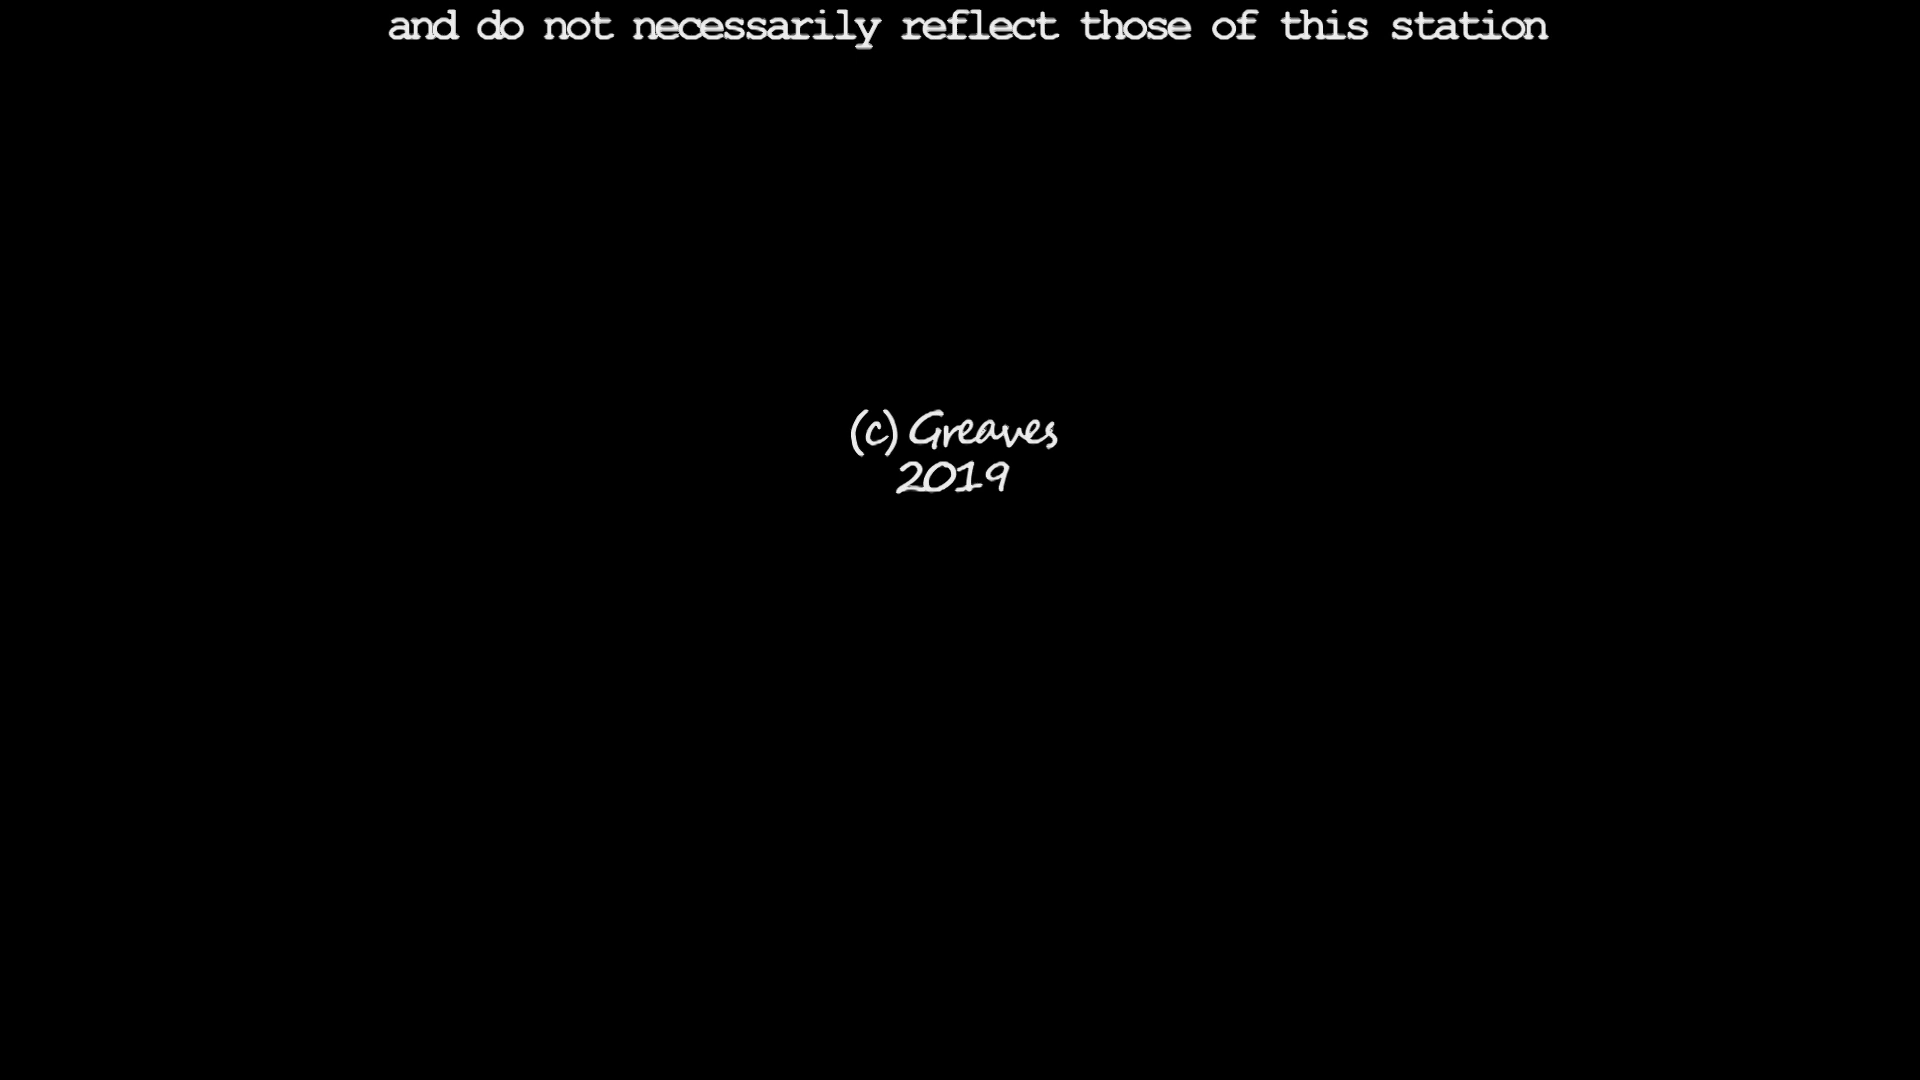 and do not necessarily reflect those of this station
(c) Greaves
2019